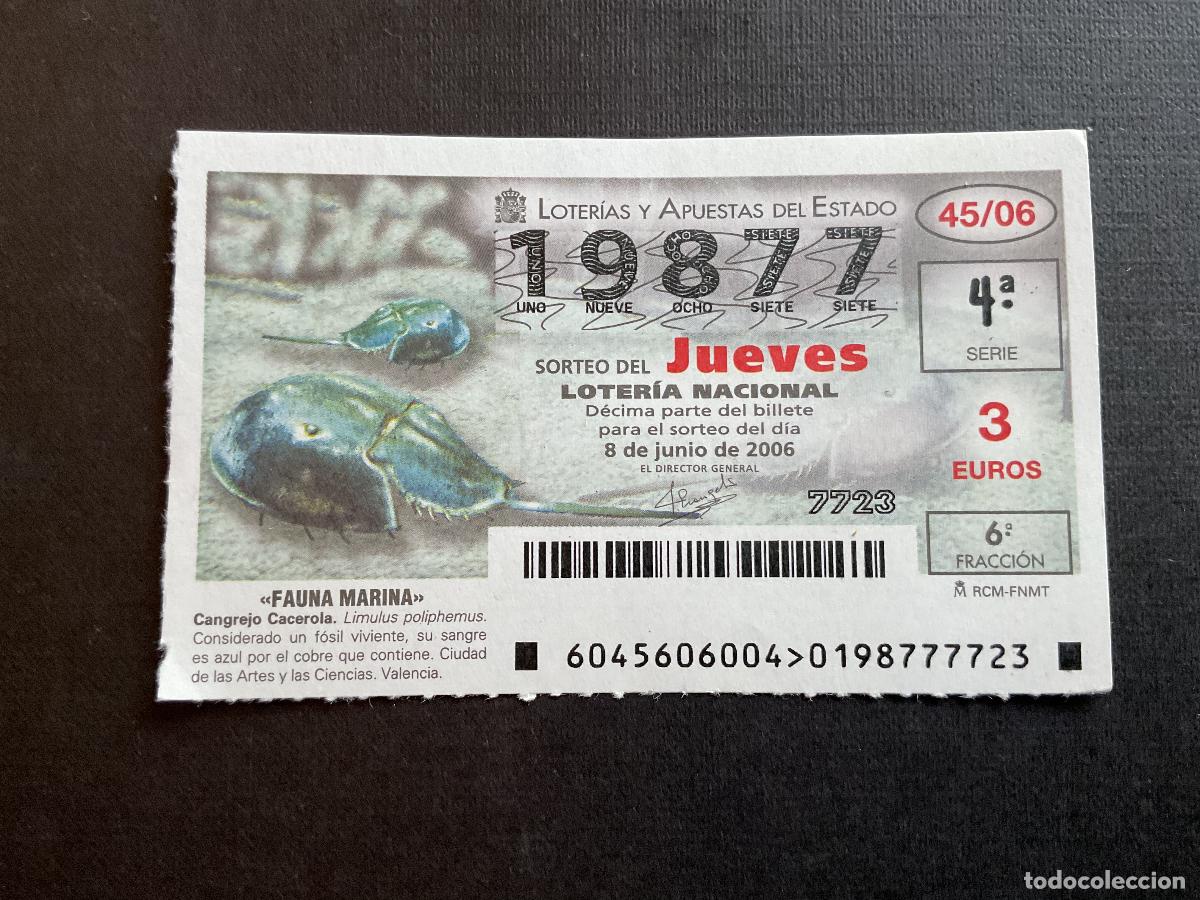 LOTERÍAS Y APUESTAS DEL ESTADO
45/06
19877
UNO NUEVE OCHO SIETE SIETE
4ª
SERIE
SORTEO DEL Jueves
LOTERÍA NACIONAL
Décima parte del billete
para el sorteo del día
8 de junio de 2006
EL DIRECTOR GENERAL
3
EUROS
7723
6ª
FRACCIÓN
RCM-FNMT
«FAUNA MARINA»
Cangrejo Cacerola. Limulus poliphemus.
Considerado un fósil viviente, su sangre
es azul por el cobre que contiene. Ciudad
de las Artes y las Ciencias. Valencia.
6045606004>0198777723
todocoleccion